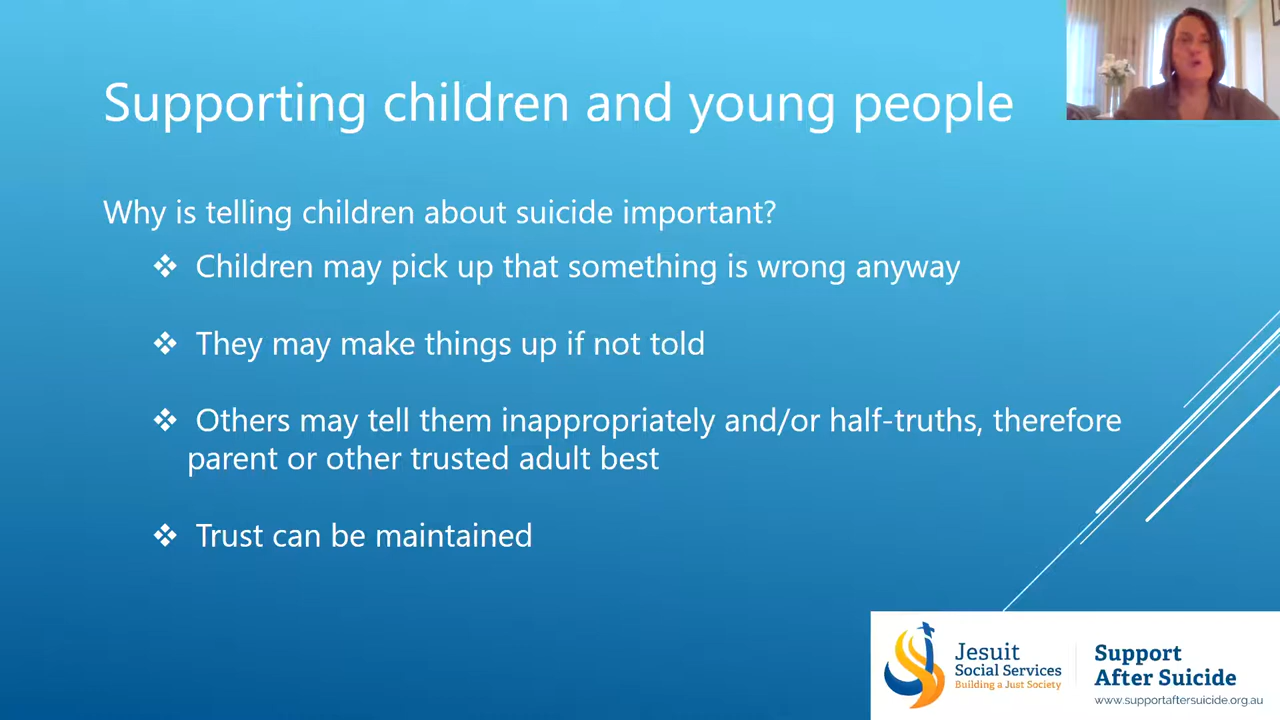 Supporting children and young people
Why is telling children about suicide important?
❖ Children may pick up that something is wrong anyway
❖ They may make things up if not told
❖ Others may tell them inappropriately and/or half-truths, therefore
parent or other trusted adult best
❖ Trust can be maintained
Jesuit
Social Services
Building a Just Society
Support
After Suicide
www.supportaftersuicide.org.au